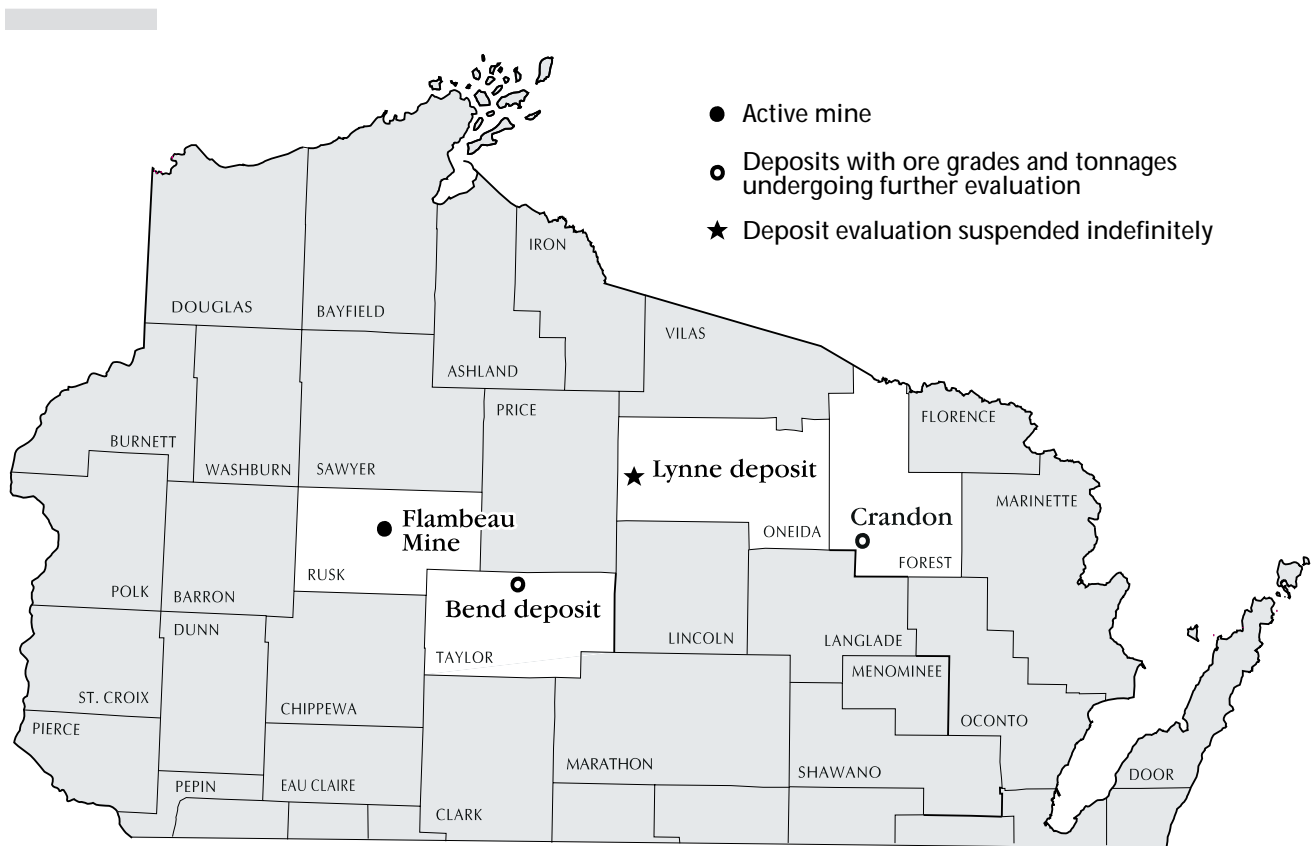 Active mine
Deposits with ore grades and tonnages
undergoing further evaluation
Deposit evaluation suspended indefinitely
IRON
DOUGLAS
BAYFIELD
VILAS
ASHLAND
PRICE
FLORENCE
BURNETT
WASHBURN
SAWYER
Lynne deposit
MARINETTE
Flambeau
Mine
Crandon
ONEIDA
FOREST
RUSK
POLK
BARRON
Bend deposit
DUNN
LINCOLN
LANGLADE
TAYLOR
MENOMINEE
ST. CROIX
CHIPPEWA
OCONTO
PIERCE
MARATHON
SHAWANO
DOOR
PEPIN
EAU CLAIRE
CLARK